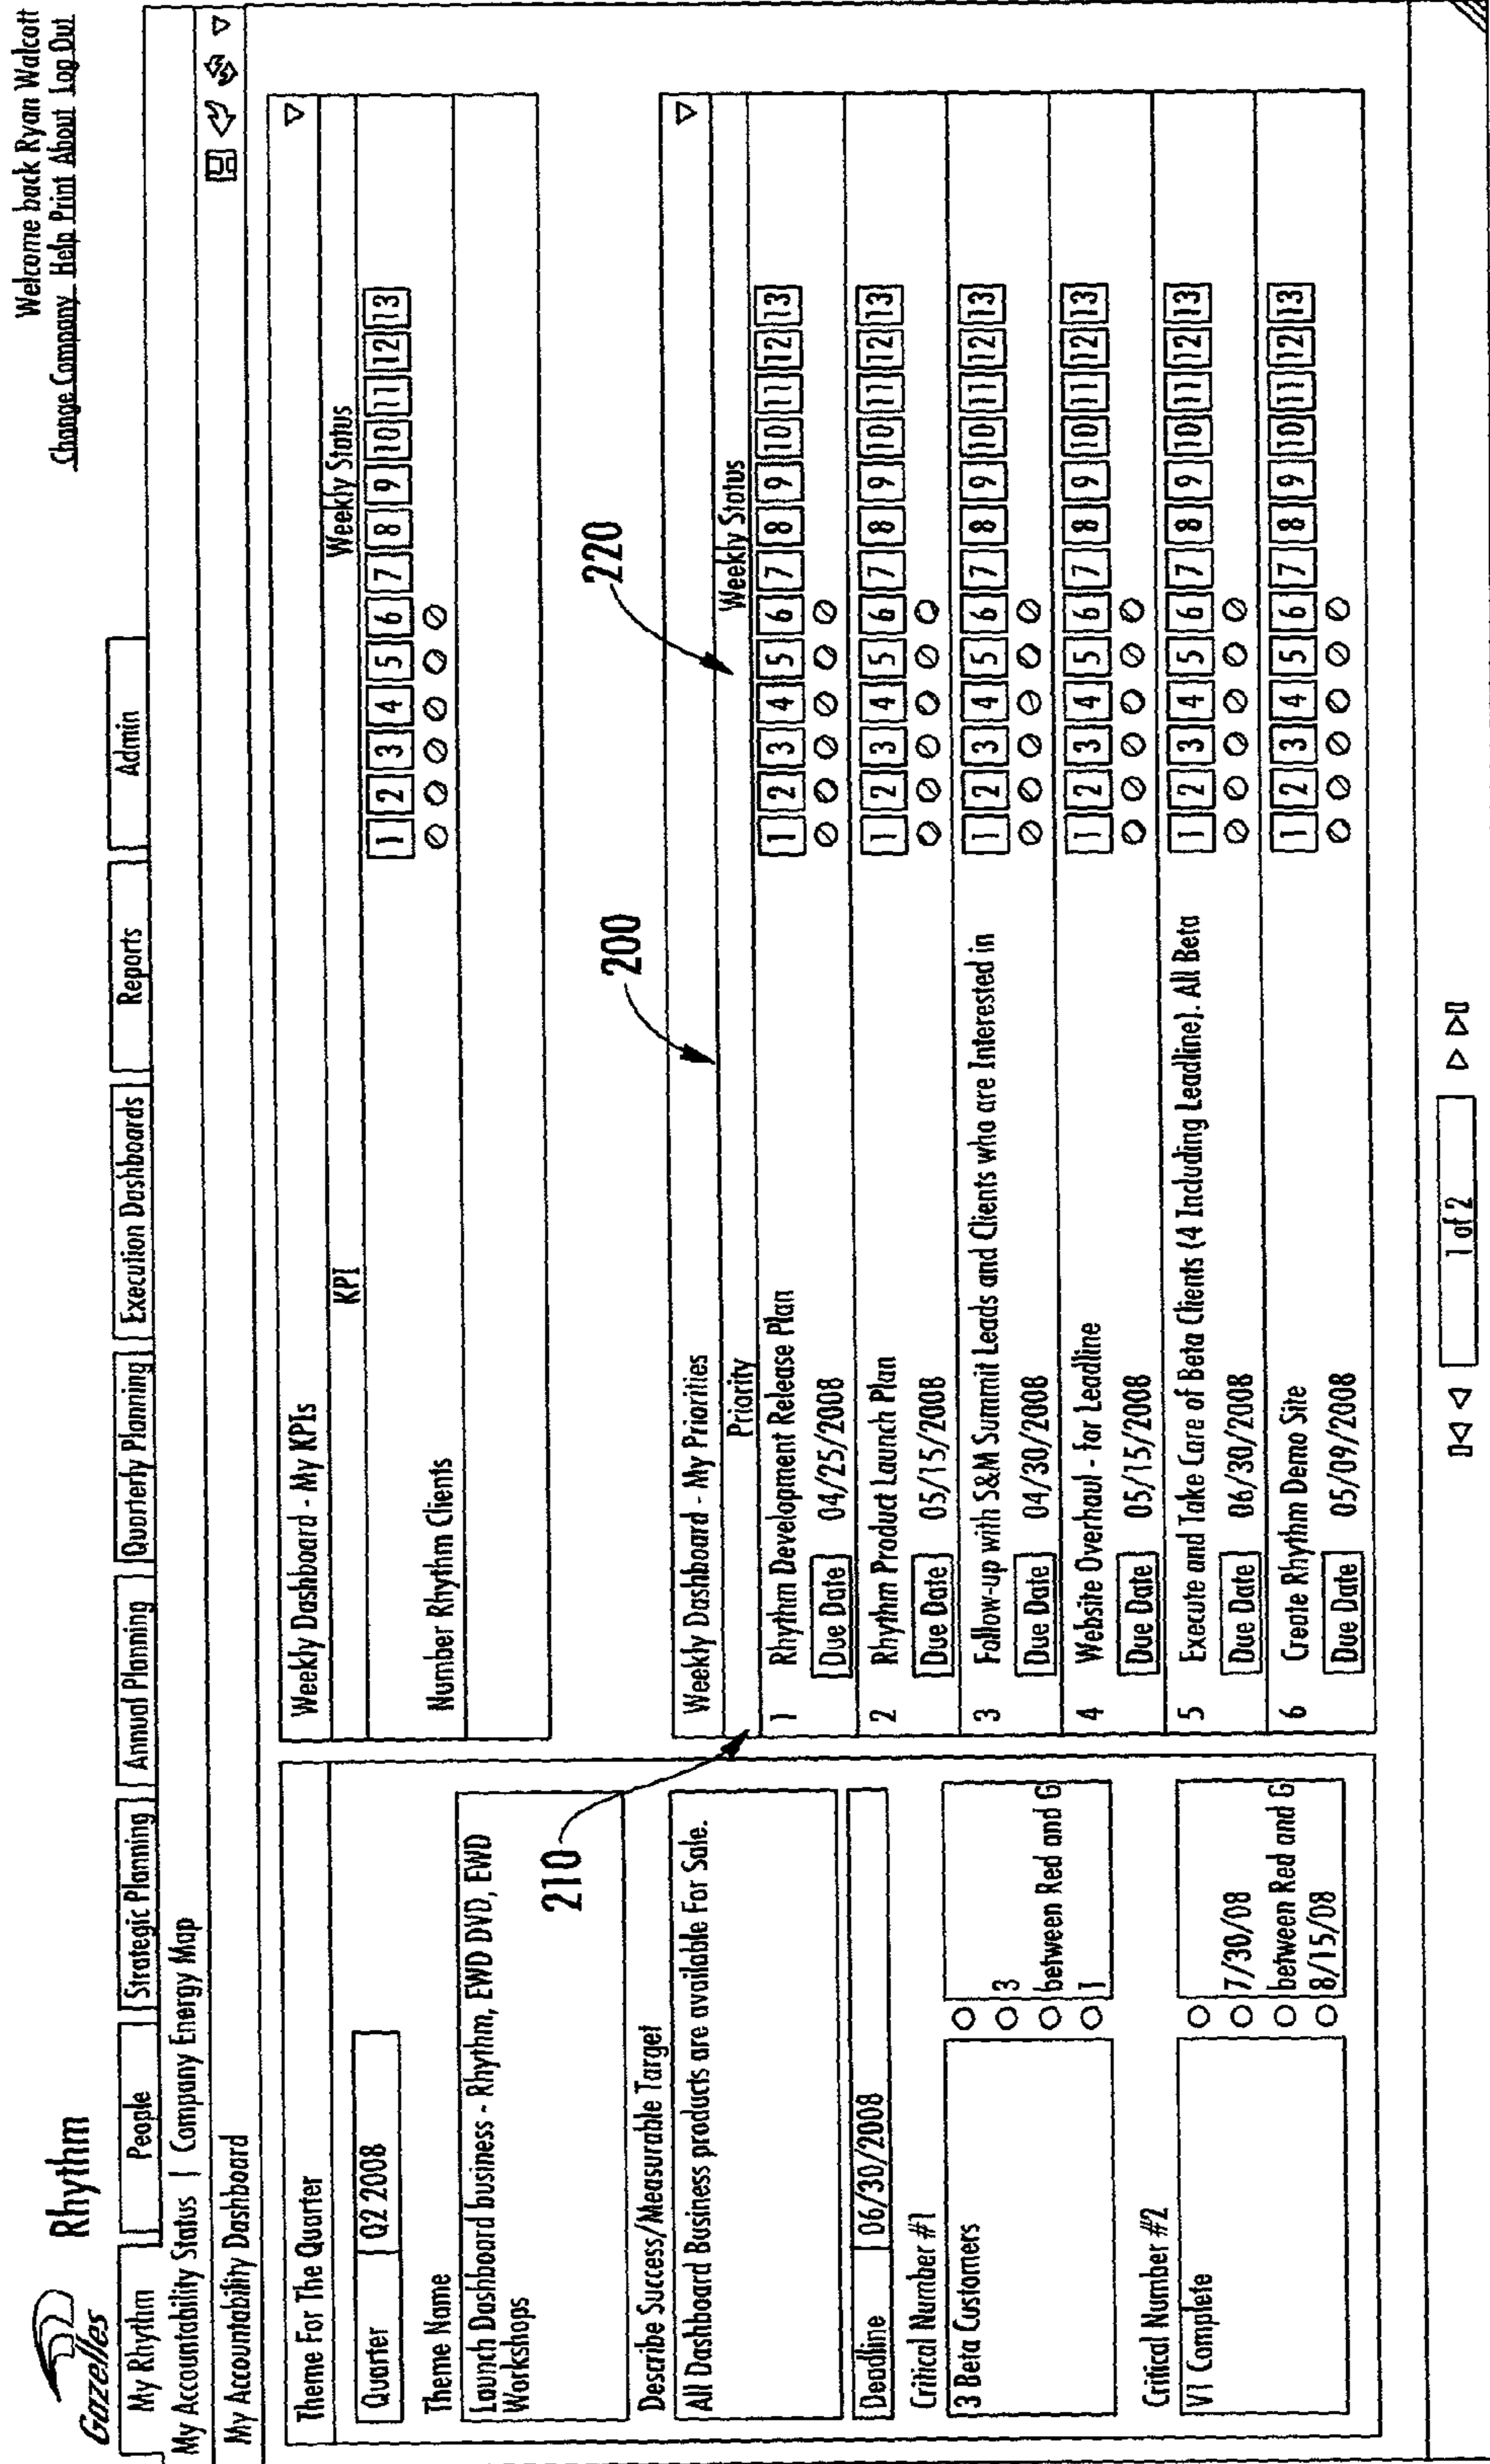 Welcome back Ryan Walcott
Change Company Help Print About Log Out
Gazelles
Rhythm
My Rhythm People Strategic Planning Annual Planning Quarterly Planning Execution Dashboards Reports Admin
My Accountability Status | Company Energy Map
My Accountability Dashboard
Theme For The Quarter
Quarter Q2 2008
Theme Name
Launch Dashboard business - Rhythm, EWD DVD, EWD
Workshops
210
Describe Success/Measurable Target
All Dashboard Business products are available For Sale.
Deadline 06/30/2008
Critical Number #1
3 Beta Customers
3
between Red and G
1
Critical Number #2
V1 Complete
7/30/08
between Red and G
8/15/08
Weekly Dashboard - My KPIs
KPI Weekly Status
1 2 3 4 5 6 7 8 9 10 11 12 13
Number Rhythm Clients
200
220
Weekly Dashboard - My Priorities
Priority Weekly Status
1 Rhythm Development Release Plan 1 2 3 4 5 6 7 8 9 10 11 12 13
Due Date 04/25/2008
2 Rhythm Product Launch Plan 1 2 3 4 5 6 7 8 9 10 11 12 13
Due Date 05/15/2008
3 Follow-up with S&M Summit Leads and Clients who are Interested in 1 2 3 4 5 6 7 8 9 10 11 12 13
Due Date 04/30/2008
4 Website Overhaul - for Leadline 1 2 3 4 5 6 7 8 9 10 11 12 13
Due Date 05/15/2008
5 Execute and Take Care of Beta Clients (4 Including Leadline). All Beta 1 2 3 4 5 6 7 8 9 10 11 12 13
Due Date 06/30/2008
6 Create Rhythm Demo Site 1 2 3 4 5 6 7 8 9 10 11 12 13
Due Date 05/09/2008
1 of 2